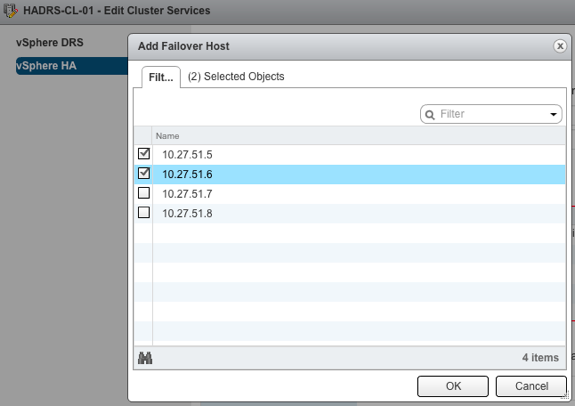 HADRS-CL-01 - Edit Cluster Services
vSphere DRS
vSphere HA
Add Failover Host
Filt... (2) Selected Objects
Filter
Name
10.27.51.5
10.27.51.6
10.27.51.7
10.27.51.8
4 items
OK Cancel